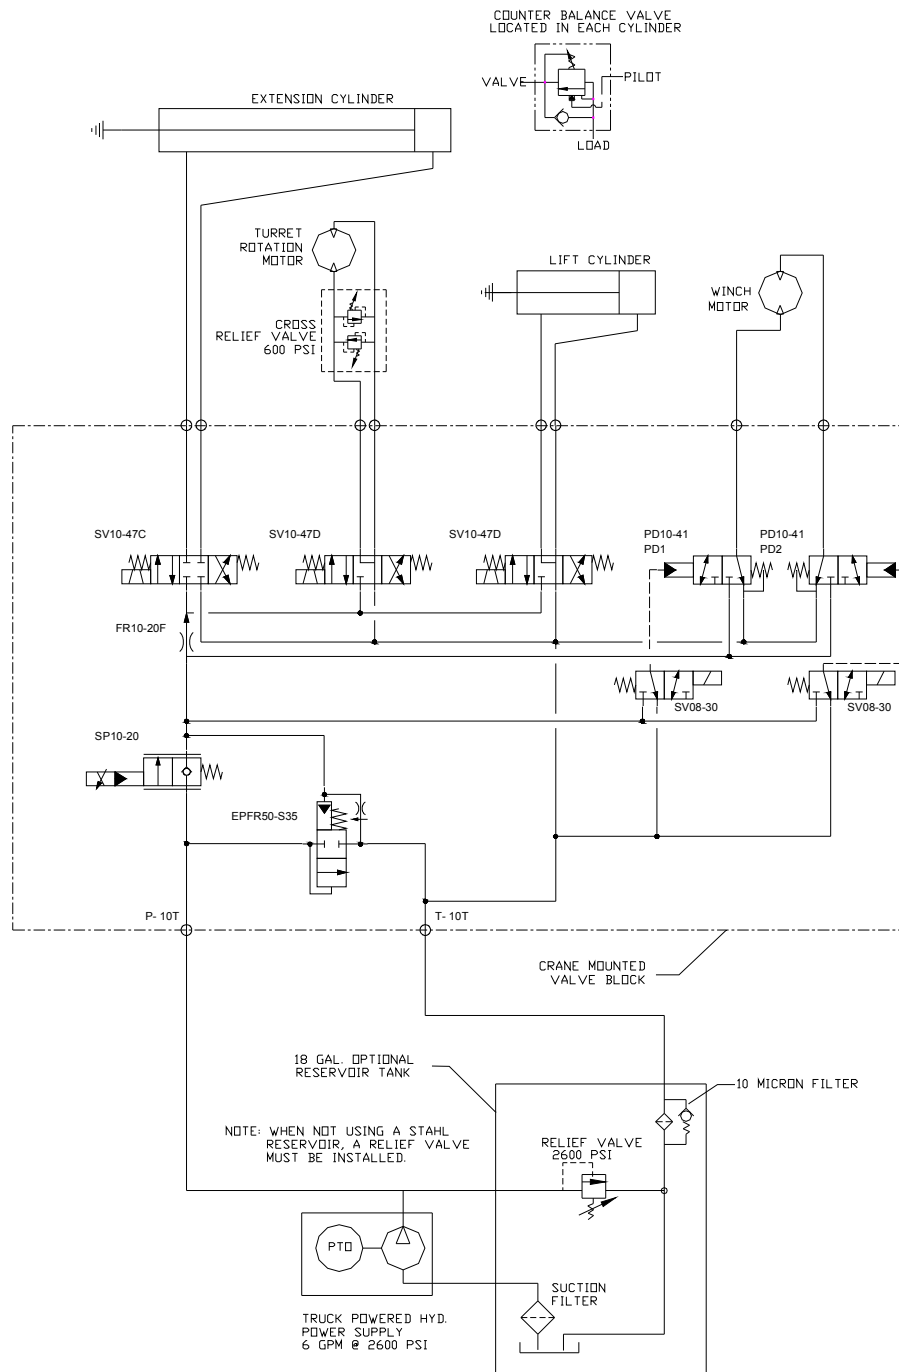 COUNTER BALANCE VALVE
LOCATED IN EACH CYLINDER
VALVE
PILOT
LOAD
EXTENSION CYLINDER
TURRET
ROTATION
MOTOR
LIFT CYLINDER
WINCH
MOTOR
CROSS
RELIEF VALVE
600 PSI
SV10-47C
SV10-47D
SV10-47D
PD10-41
PD1
PD10-41
PD2
FR10-20F
SV08-30
SV08-30
SP10-20
EPFR50-S35
P- 10T
T- 10T
CRANE MOUNTED
VALVE BLOCK
18 GAL. OPTIONAL
RESERVOIR TANK
10 MICRON FILTER
NOTE: WHEN NOT USING A STAHL
RESERVOIR, A RELIEF VALVE
MUST BE INSTALLED.
RELIEF VALVE
2600 PSI
PTO
SUCTION
FILTER
TRUCK POWERED HYD.
POWER SUPPLY
6 GPM @ 2600 PSI